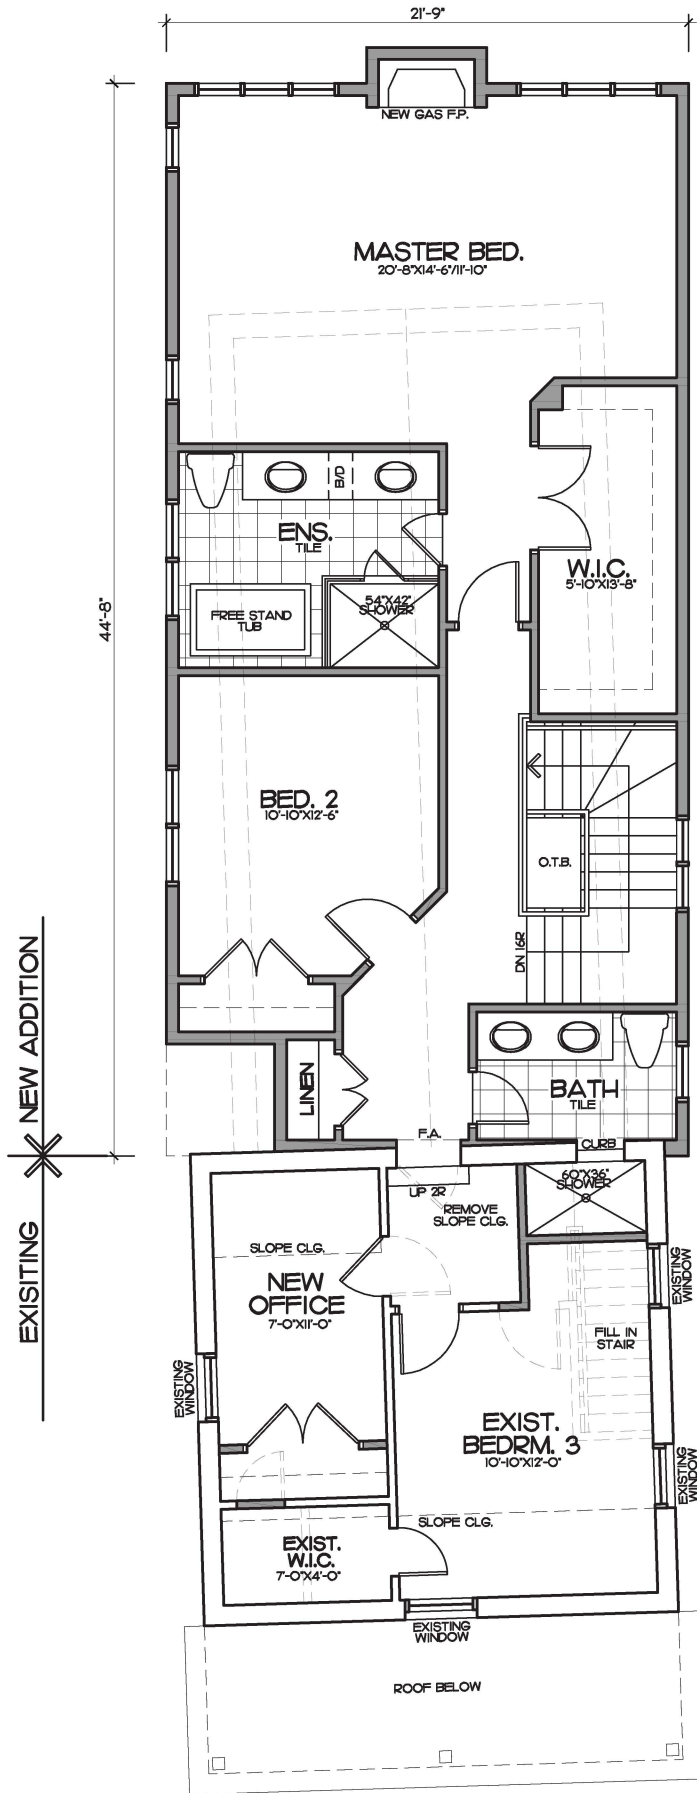 21'-9"
NEW GAS F.P.
MASTER BED.
20'-8"X14'-6"/11'-10"
B/D
ENS.
TILE
W.I.C.
5'-10"X13'-8"
54"X42"
SHOWER
FREE STAND
TUB
44'-8"
BED. 2
10'-10"X12'-6"
O.T.B.
DN 16R
NEW ADDITION
LINEN
BATH
TILE
F.A.
CURB
60"X36"
SHOWER
UP 2R
REMOVE
SLOPE CLG.
SLOPE CLG.
EXISITING
NEW
OFFICE
7'-0"X11'-0"
EXISTING
WINDOW
FILL IN
STAIR
EXISTING
WINDOW
EXIST.
BEDRM. 3
10'-10"X12'-0"
EXISTING
WINDOW
SLOPE CLG.
EXIST.
W.I.C.
7'-0"X4'-0"
EXISTING
WINDOW
ROOF BELOW